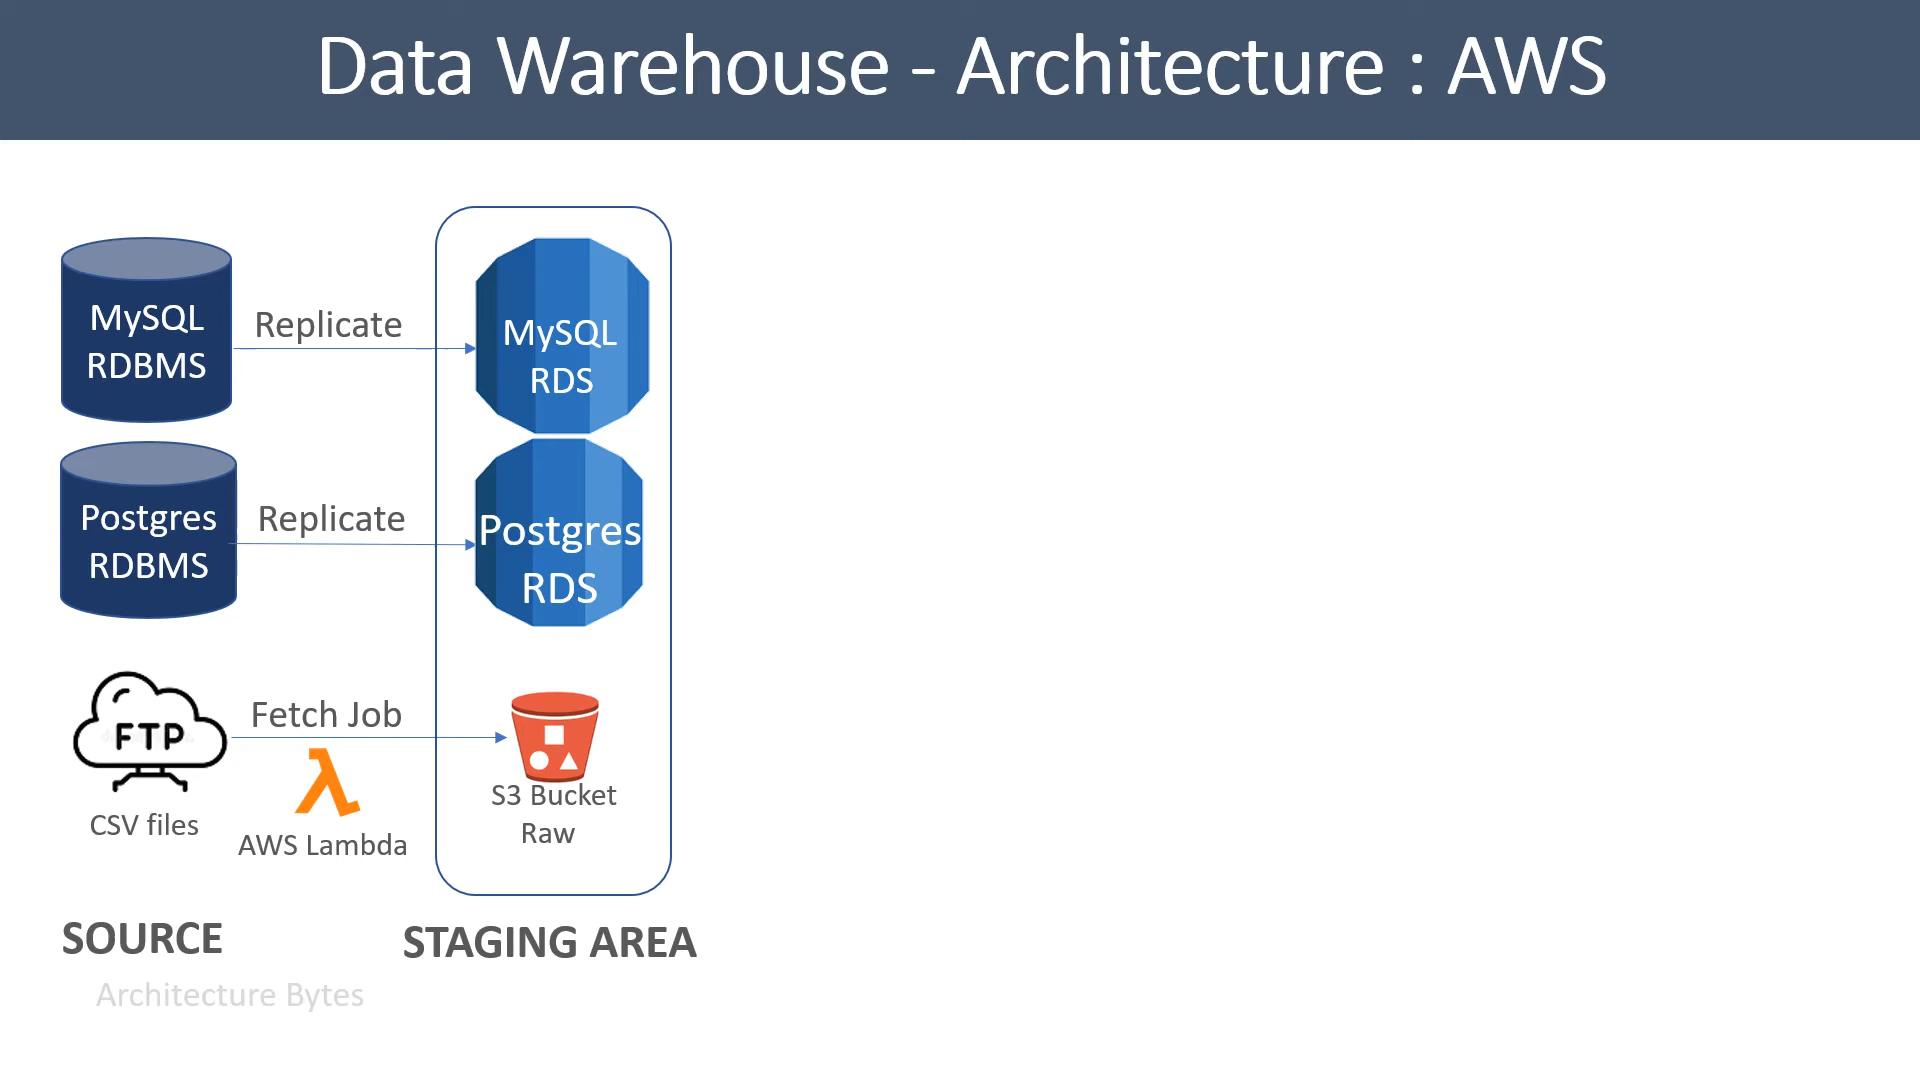 Data Warehouse - Architecture : AWS
MySQL
RDBMS
Replicate
MySQL
RDS
Postgres
RDBMS
Replicate
Postgres
RDS
FTP
CSV files
Fetch Job
AWS Lambda
S3 Bucket
Raw
SOURCE
STAGING AREA
Architecture Bytes